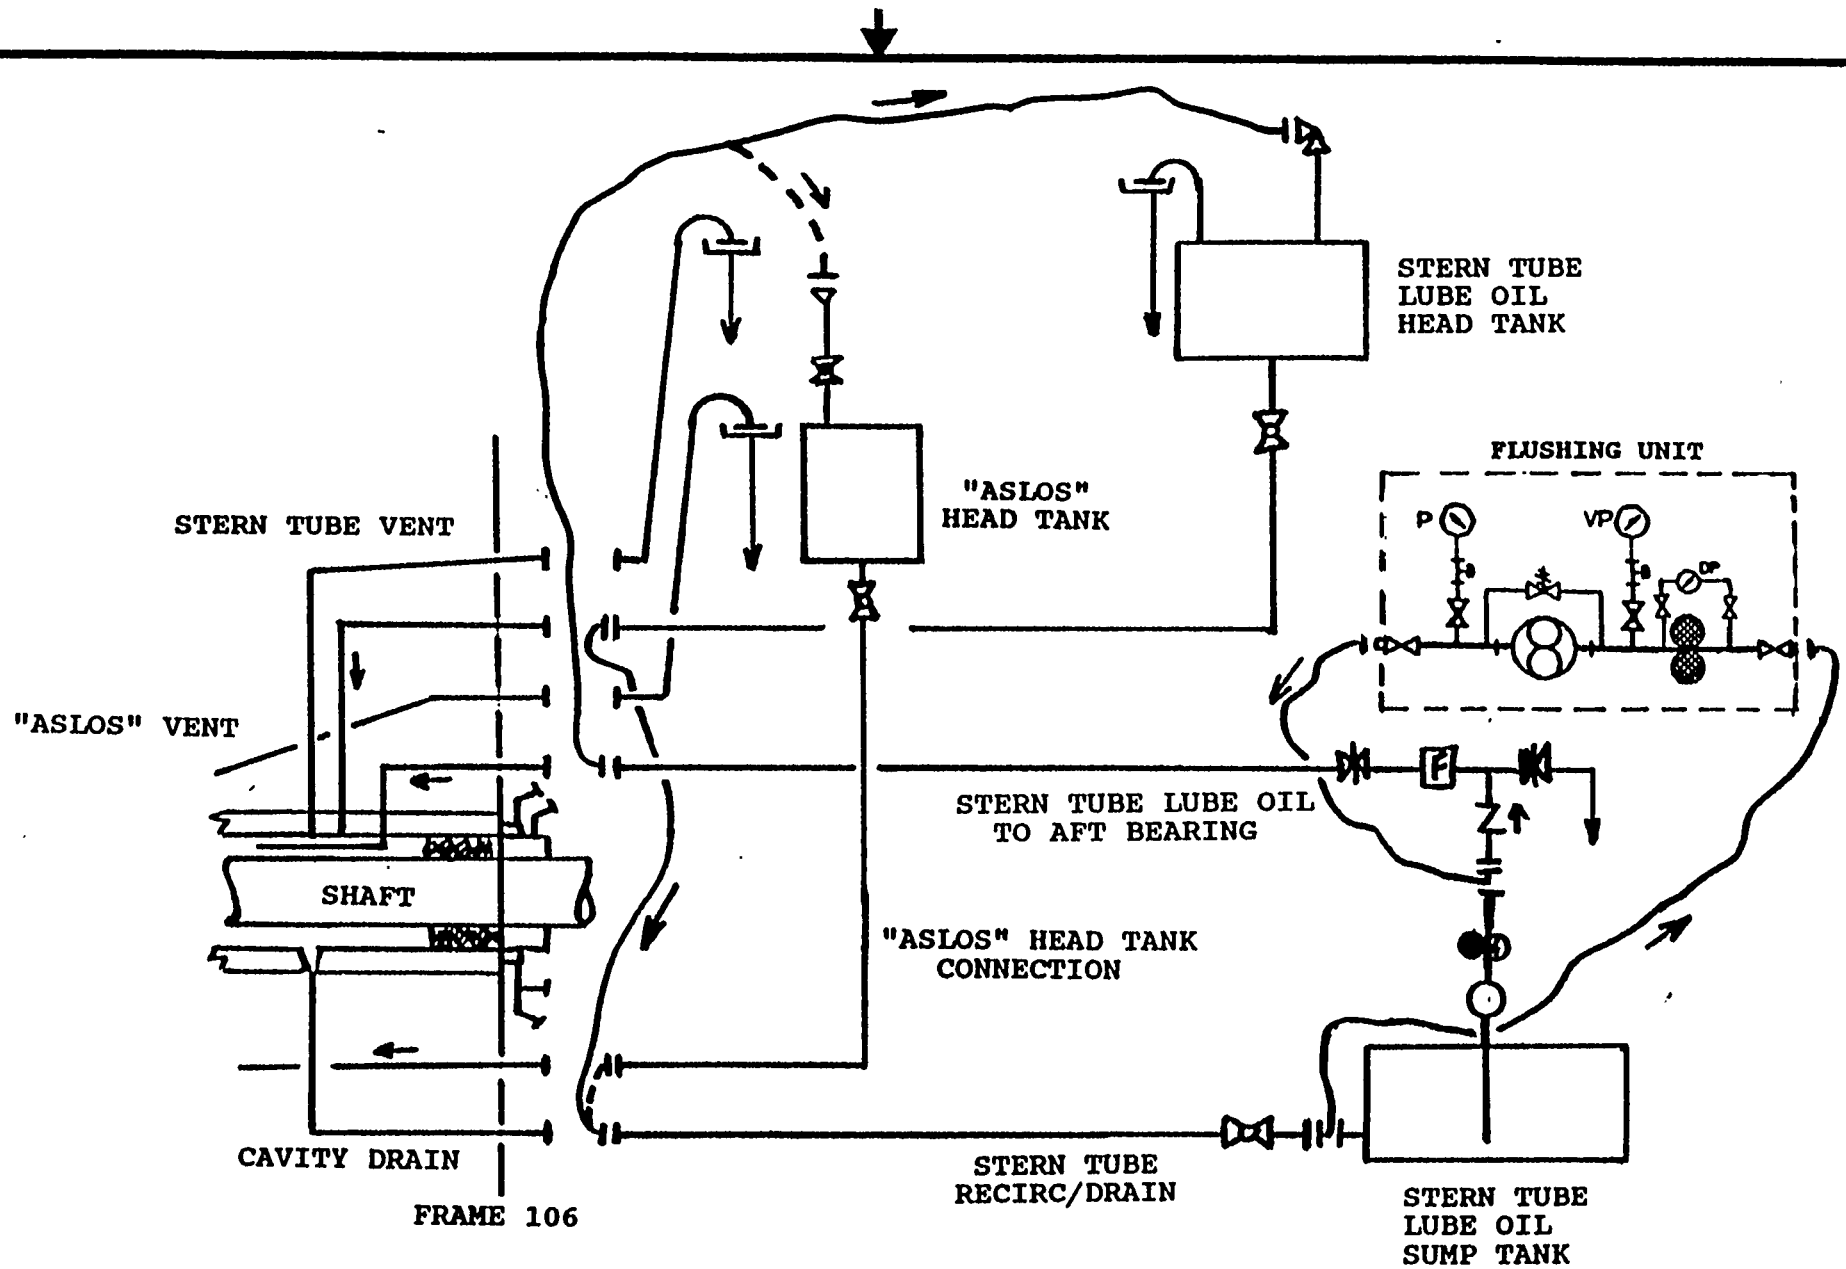 STERN TUBE
LUBE OIL
HEAD TANK
FLUSHING UNIT
P
VP
DP
"ASLOS"
HEAD TANK
STERN TUBE VENT
"ASLOS" VENT
F
STERN TUBE LUBE OIL
TO AFT BEARING
SHAFT
"ASLOS" HEAD TANK
CONNECTION
CAVITY DRAIN
STERN TUBE
RECIRC/DRAIN
FRAME 106
STERN TUBE
LUBE OIL
SUMP TANK